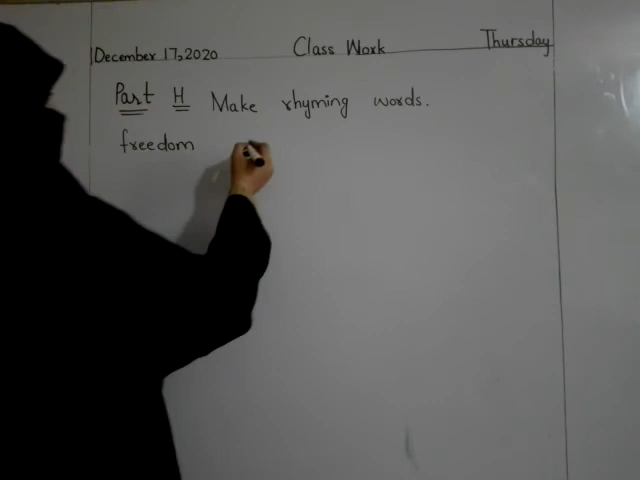 December 17,2020 Class Work Thursday
Part H Make rhyming words.
freedom